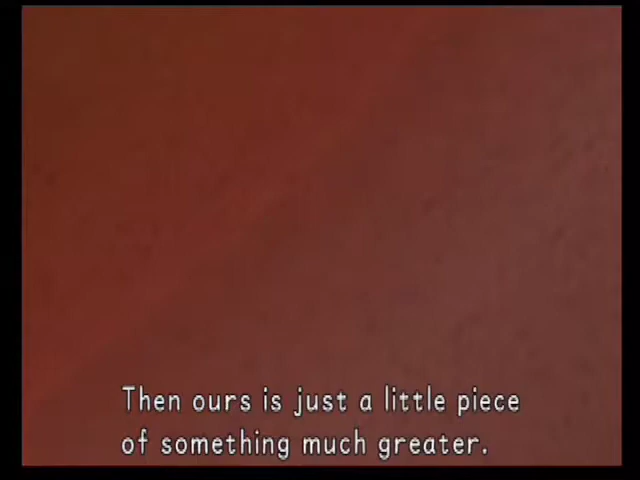 Then ours is just a little piece
of something much greater.